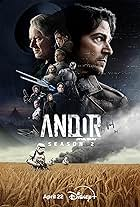 ANDOR
SEASON 2
April 22
Disney+